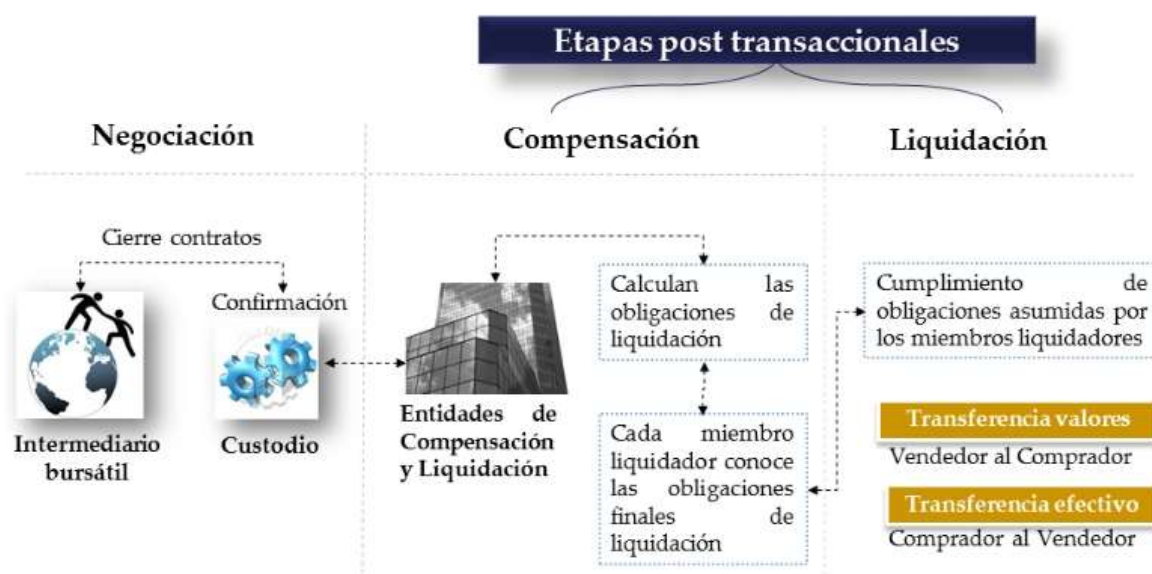 Etapas post transaccionales
Negociación
Compensación
Liquidación
Cierre contratos
Confirmación
Intermediario
bursátil
Custodio
Entidades de
Compensación
y Liquidación
Calculan las
obligaciones de
liquidación
Cada miembro
liquidador conoce
las obligaciones
finales de
liquidación
Cumplimiento de
obligaciones asumidas por
los miembros liquidadores
Transferencia valores
Vendedor al Comprador
Transferencia efectivo
Comprador al Vendedor